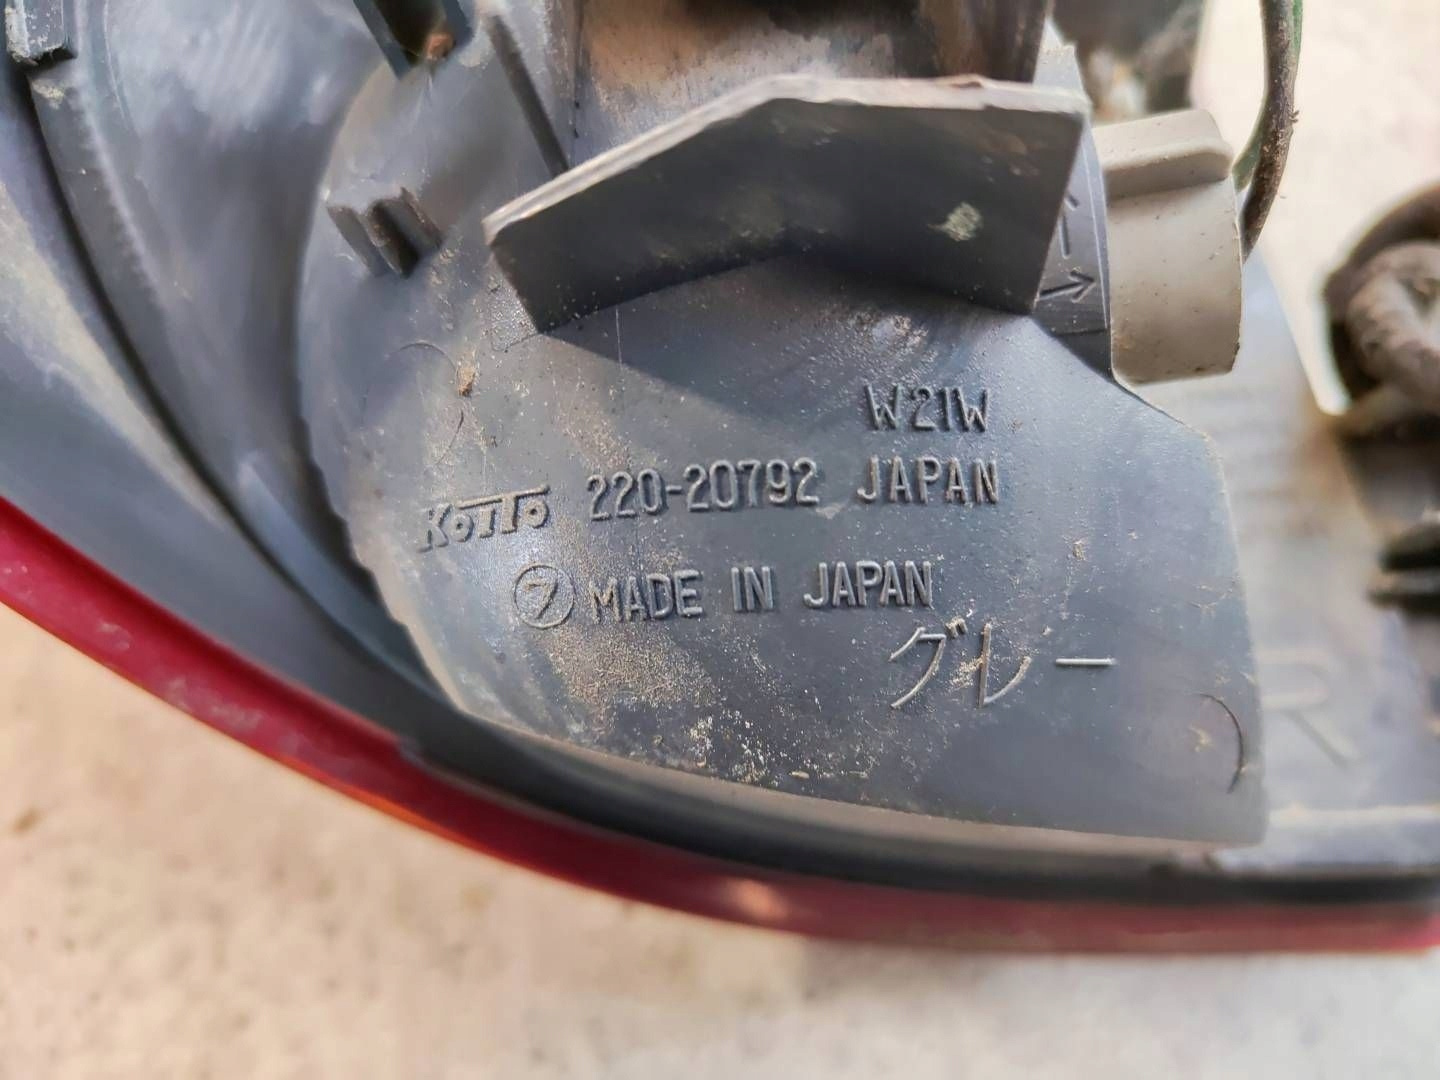 W21W
KOITO 220-20792 JAPAN
⑦ MADE IN JAPAN
グレー
R